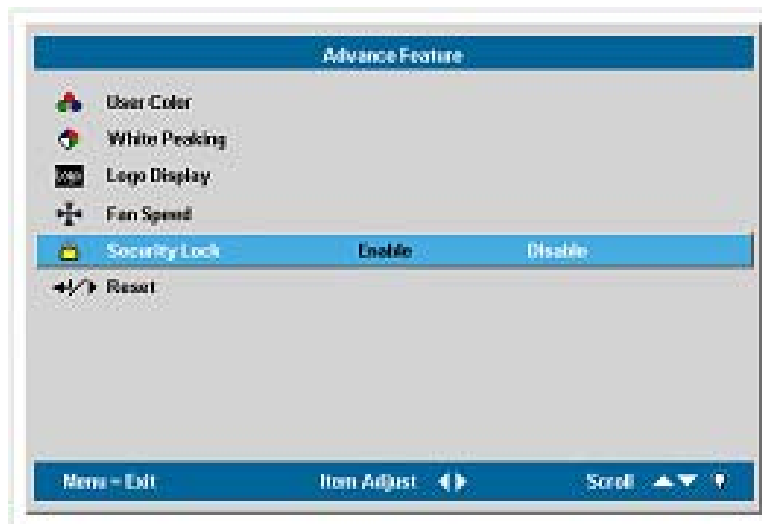 Advance Feature
User Color
White Peaking
Logo Logo Display
Fan Speed
Security Lock Enable Disable
Reset
Menu = Exit Item Adjust Scroll